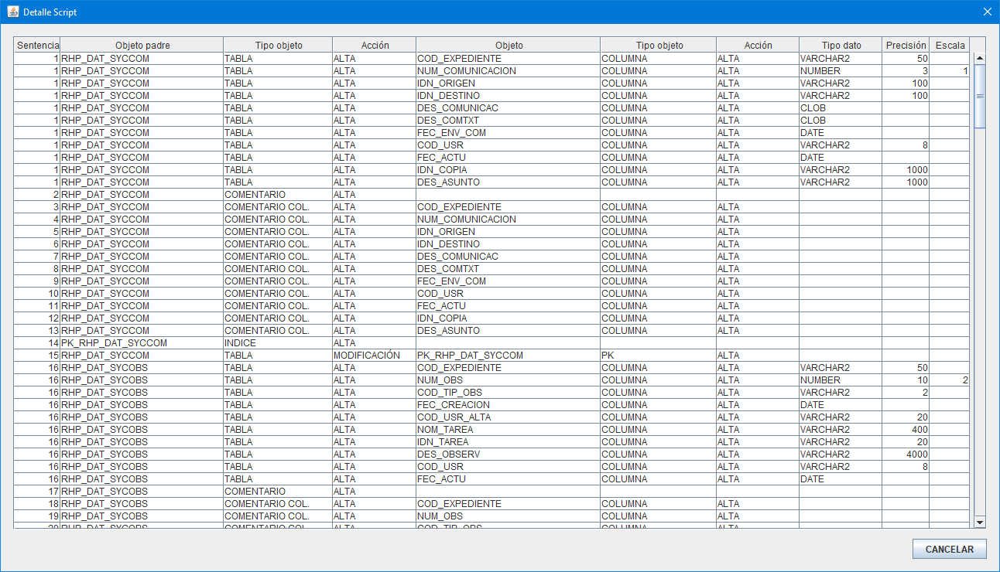 Detalle Script
Sentencia Objeto padre Tipo objeto Acción Objeto Tipo objeto Acción Tipo dato Precisión Escala
1 RHP_DAT_SYCCOM TABLA ALTA COD_EXPEDIENTE COLUMNA ALTA VARCHAR2 50
1 RHP_DAT_SYCCOM TABLA ALTA NUM_COMUNICACION COLUMNA ALTA NUMBER 3 1
1 RHP_DAT_SYCCOM TABLA ALTA IDN_ORIGEN COLUMNA ALTA VARCHAR2 100
1 RHP_DAT_SYCCOM TABLA ALTA IDN_DESTINO COLUMNA ALTA VARCHAR2 100
1 RHP_DAT_SYCCOM TABLA ALTA DES_COMUNICAC COLUMNA ALTA CLOB
1 RHP_DAT_SYCCOM TABLA ALTA DES_COMTXT COLUMNA ALTA CLOB
1 RHP_DAT_SYCCOM TABLA ALTA FEC_ENV_COM COLUMNA ALTA DATE
1 RHP_DAT_SYCCOM TABLA ALTA COD_USR COLUMNA ALTA VARCHAR2 8
1 RHP_DAT_SYCCOM TABLA ALTA FEC_ACTU COLUMNA ALTA DATE
1 RHP_DAT_SYCCOM TABLA ALTA IDN_COPIA COLUMNA ALTA VARCHAR2 1000
1 RHP_DAT_SYCCOM TABLA ALTA DES_ASUNTO COLUMNA ALTA VARCHAR2 1000
2 RHP_DAT_SYCCOM COMENTARIO ALTA
3 RHP_DAT_SYCCOM COMENTARIO COL. ALTA COD_EXPEDIENTE COLUMNA ALTA
4 RHP_DAT_SYCCOM COMENTARIO COL. ALTA NUM_COMUNICACION COLUMNA ALTA
5 RHP_DAT_SYCCOM COMENTARIO COL. ALTA IDN_ORIGEN COLUMNA ALTA
6 RHP_DAT_SYCCOM COMENTARIO COL. ALTA IDN_DESTINO COLUMNA ALTA
7 RHP_DAT_SYCCOM COMENTARIO COL. ALTA DES_COMUNICAC COLUMNA ALTA
8 RHP_DAT_SYCCOM COMENTARIO COL. ALTA DES_COMTXT COLUMNA ALTA
9 RHP_DAT_SYCCOM COMENTARIO COL. ALTA FEC_ENV_COM COLUMNA ALTA
10 RHP_DAT_SYCCOM COMENTARIO COL. ALTA COD_USR COLUMNA ALTA
11 RHP_DAT_SYCCOM COMENTARIO COL. ALTA FEC_ACTU COLUMNA ALTA
12 RHP_DAT_SYCCOM COMENTARIO COL. ALTA IDN_COPIA COLUMNA ALTA
13 RHP_DAT_SYCCOM COMENTARIO COL. ALTA DES_ASUNTO COLUMNA ALTA
14 PK_RHP_DAT_SYCCOM INDICE ALTA
15 RHP_DAT_SYCCOM TABLA MODIFICACIÓN PK_RHP_DAT_SYCCOM PK ALTA
16 RHP_DAT_SYCOBS TABLA ALTA COD_EXPEDIENTE COLUMNA ALTA VARCHAR2 50
16 RHP_DAT_SYCOBS TABLA ALTA NUM_OBS COLUMNA ALTA NUMBER 10 2
16 RHP_DAT_SYCOBS TABLA ALTA COD_TIP_OBS COLUMNA ALTA VARCHAR2 2
16 RHP_DAT_SYCOBS TABLA ALTA FEC_CREACION COLUMNA ALTA DATE
16 RHP_DAT_SYCOBS TABLA ALTA COD_USR_ALTA COLUMNA ALTA VARCHAR2 20
16 RHP_DAT_SYCOBS TABLA ALTA NOM_TAREA COLUMNA ALTA VARCHAR2 400
16 RHP_DAT_SYCOBS TABLA ALTA IDN_TAREA COLUMNA ALTA VARCHAR2 20
16 RHP_DAT_SYCOBS TABLA ALTA DES_OBSERV COLUMNA ALTA VARCHAR2 4000
16 RHP_DAT_SYCOBS TABLA ALTA COD_USR COLUMNA ALTA VARCHAR2 8
16 RHP_DAT_SYCOBS TABLA ALTA FEC_ACTU COLUMNA ALTA DATE
17 RHP_DAT_SYCOBS COMENTARIO ALTA
18 RHP_DAT_SYCOBS COMENTARIO COL. ALTA COD_EXPEDIENTE COLUMNA ALTA
19 RHP_DAT_SYCOBS COMENTARIO COL. ALTA NUM_OBS COLUMNA ALTA
20 RHP_DAT_SYCOBS COMENTARIO COL. ALTA COD_TIP_OBS COLUMNA ALTA
CANCELAR